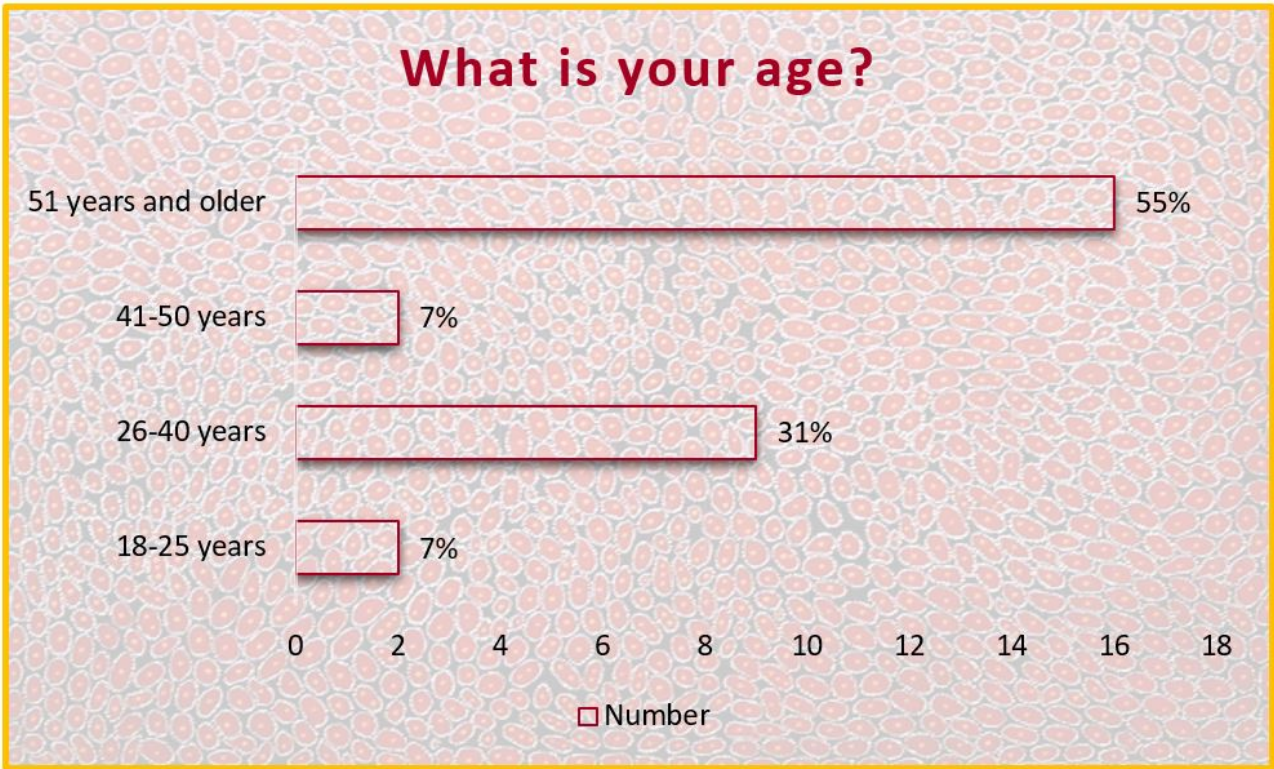 What is your age?
51 years and older 55%
41-50 years 7%
26-40 years 31%
18-25 years 7%
0 2 4 6 8 10 12 14 16 18
Number